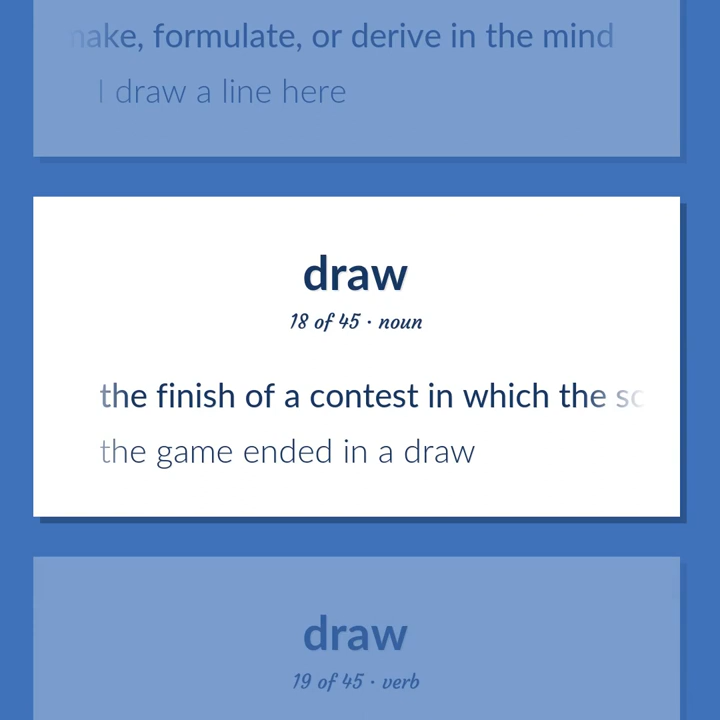 make, formulate, or derive in the mind
I draw a line here
draw
18 of 45 · noun
the finish of a contest in which the
the game ended in a draw
draw
19 of 45 · verb